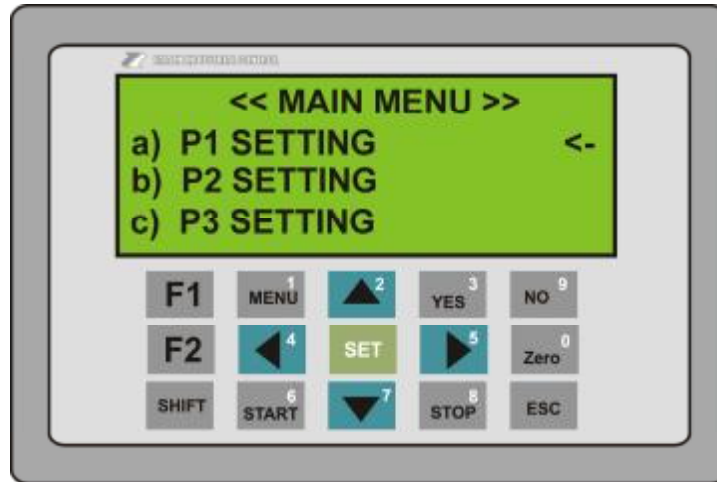 << MAIN MENU >>
a) P1 SETTING <-
b) P2 SETTING
c) P3 SETTING
F1 MENU 1 2 YES 3 NO 9
F2 4 SET 5 Zero 0
SHIFT START 6 7 STOP 8 ESC